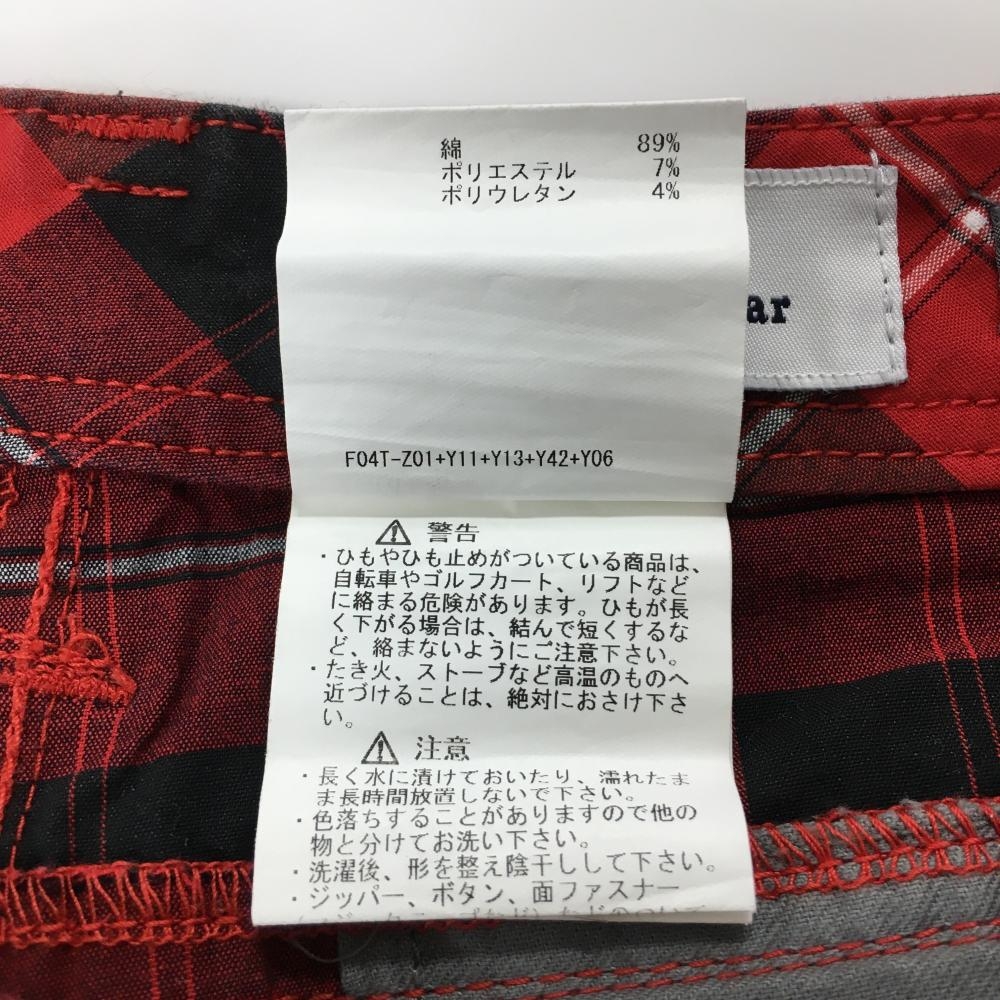 綿 89%
ポリエステル 7%
ポリウレタン 4%
ar
F04T-Z01+Y11+Y13+Y42+Y06
警告
・ひもやひも止めがついている商品は、
自転車やゴルフカート、リフトなど
に絡まる危険があります。ひもが長
く下がる場合は、結んで短くするな
ど、絡まないようにご注意下さい。
・たき火、ストーブなど高温のものへ
近づけることは、絶対におさけ下さ
い。
注意
・長く水に漬けておいたり、濡れたま
ま長時間放置しないで下さい。
・色落ちすることがありますので他の
物と分けてお洗い下さい。
・洗濯後、形を整え陰干しして下さい。
・ジッパー、ボタン、面ファスナー